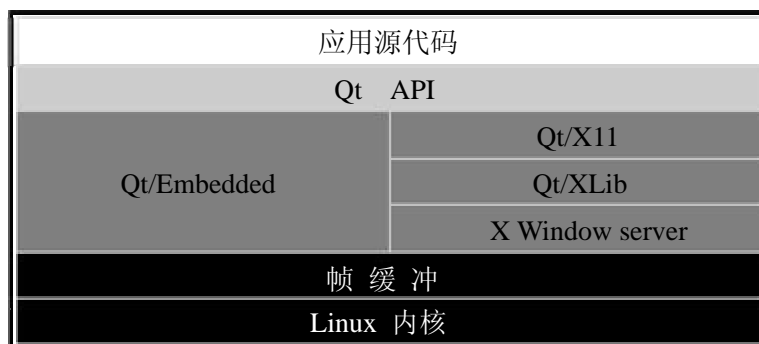 应用源代码
Qt API
Qt/Embedded
Qt/X11
Qt/XLib
X Window server
帧 缓 冲
Linux 内核